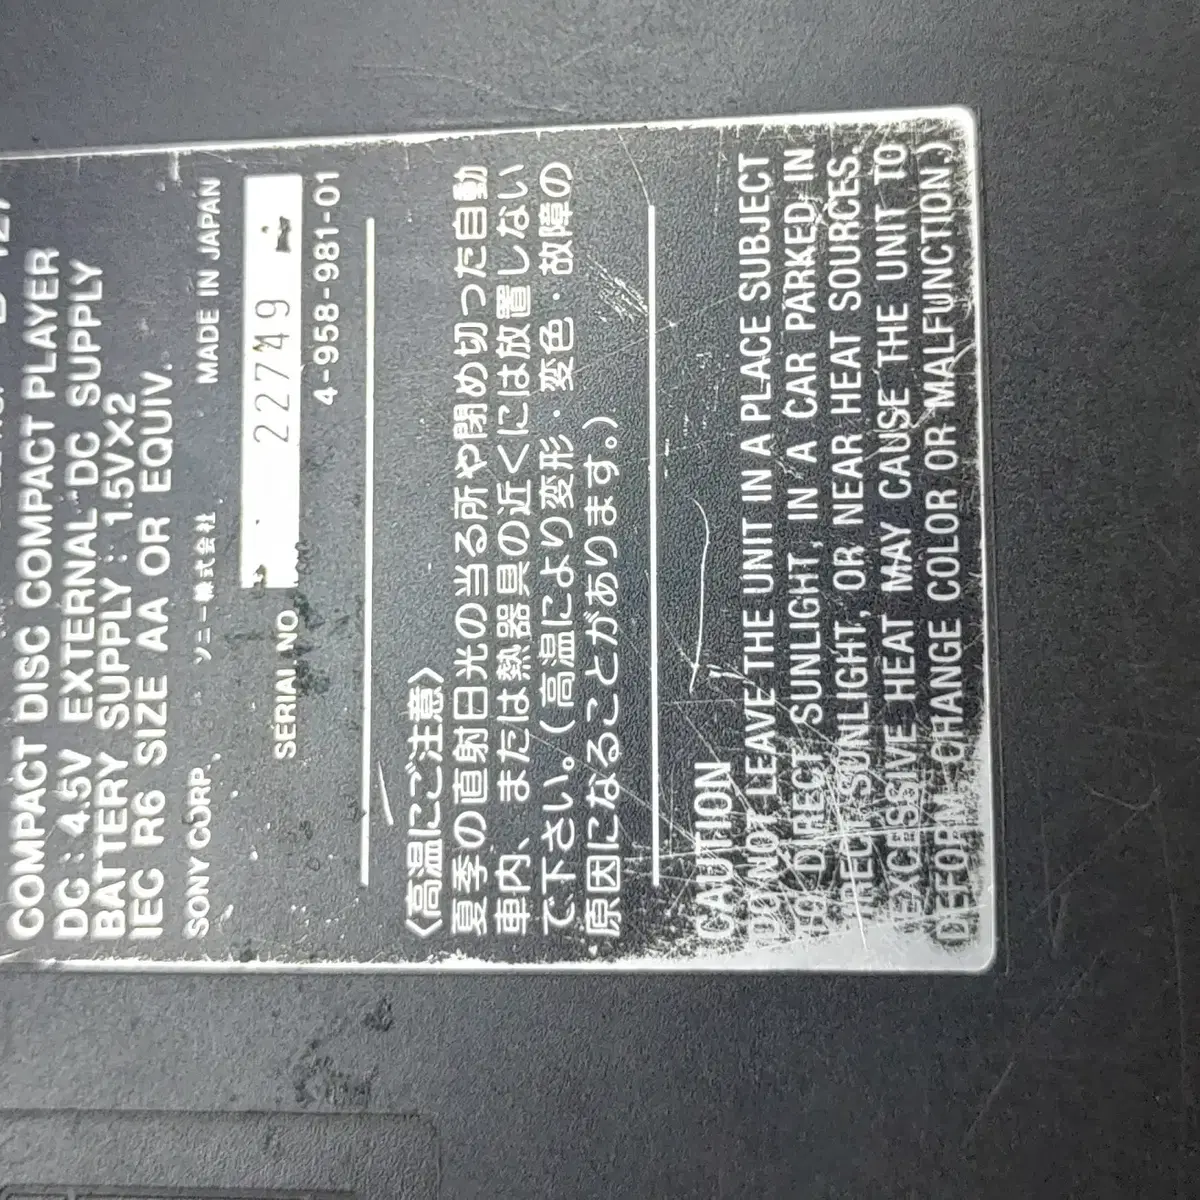 COMPACT DISC COMPACT PLAYER
DC: 4.5V EXTERNAL DC SUPPLY
BATTERY SUPPLY: 1.5V×2
IEC R6 SIZE AA OR EQUIV.
SONY CORP. ソニー株式会社 MADE IN JAPAN
SERIAL NO. 22749
4-958-981-01
〈高温にご注意〉
夏季の直射日光の当る所や閉め切った自動
車内、または熱器具の近くには放置しない
で下さい。(高温により変形・変色・故障の
原因になることがあります。)
CAUTION
DO NOT LEAVE THE UNIT IN A PLACE SUBJECT
TO DIRECT SUNLIGHT, IN A CAR PARKED IN
DIRECT SUNLIGHT, OR NEAR HEAT SOURCES.
(EXCESSIVE HEAT MAY CAUSE THE UNIT TO
DEFORM, CHANGE COLOR OR MALFUNCTION.)